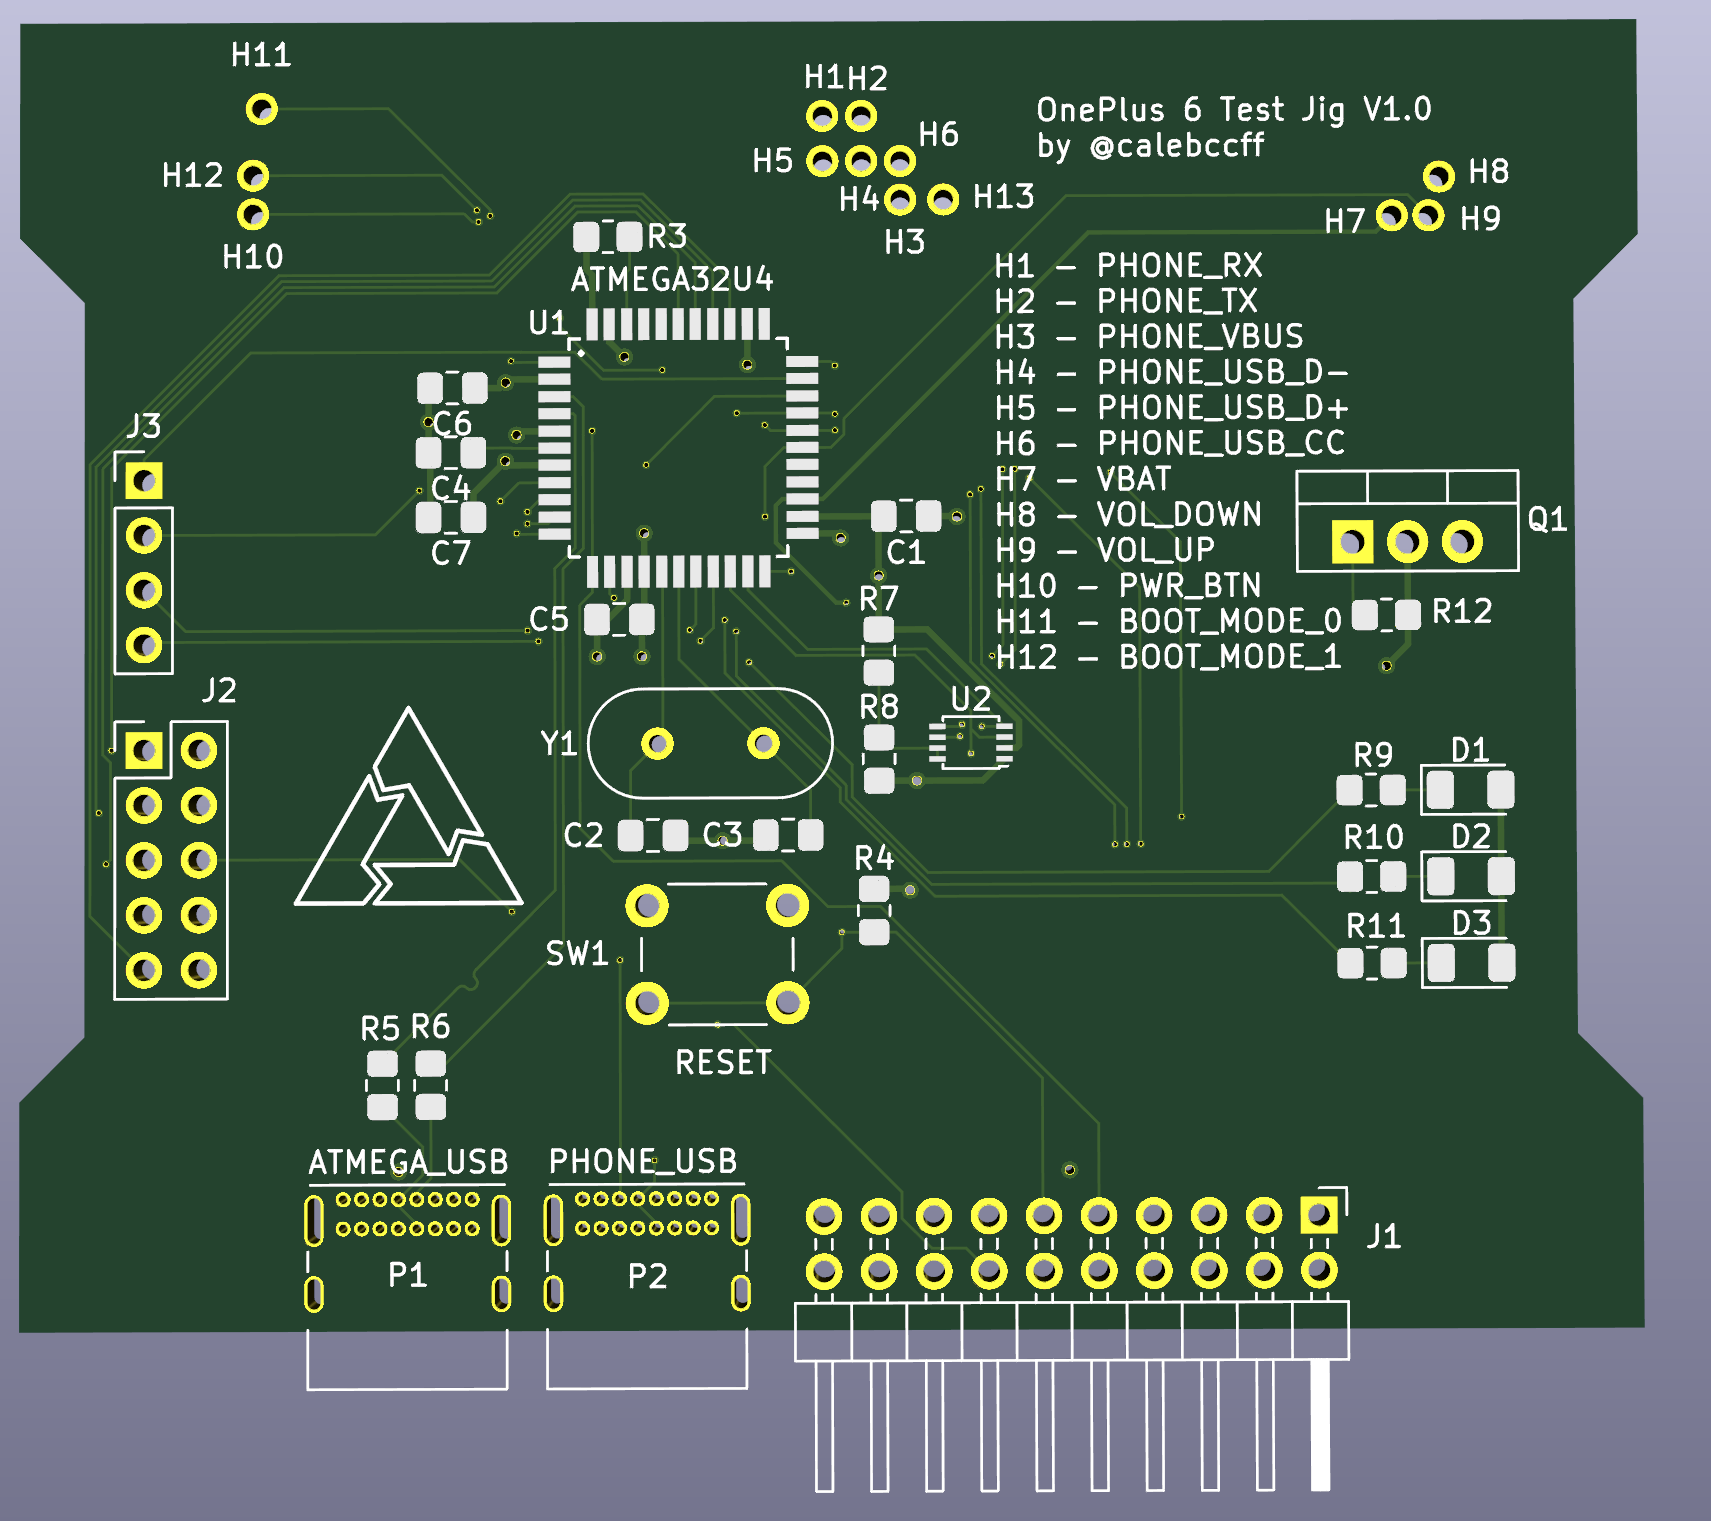 H11
H1 H2
OnePlus 6 Test Jig V1.0
by @calebccff
H6
H5
H12
H8
H4
H13
H7
H9
H10
R3
H3
ATMEGA32U4
U1
H1 - PHONE_RX
H2 - PHONE_TX
H3 - PHONE_VBUS
H4 - PHONE_USB_D-
H5 - PHONE_USB_D+
H6 - PHONE_USB_CC
H7 - VBAT
H8 - VOL_DOWN
H9 - VOL_UP
H10 - PWR_BTN
H11 - BOOT_MODE_0
H12 - BOOT_MODE_1
J3
C6
C4
C7
C1
Q1
R7
C5
R12
J2
R8
U2
Y1
R9
D1
C2
C3
R10
D2
R4
R11
D3
SW1
R5
R6
RESET
ATMEGA_USB
PHONE_USB
P1
P2
J1